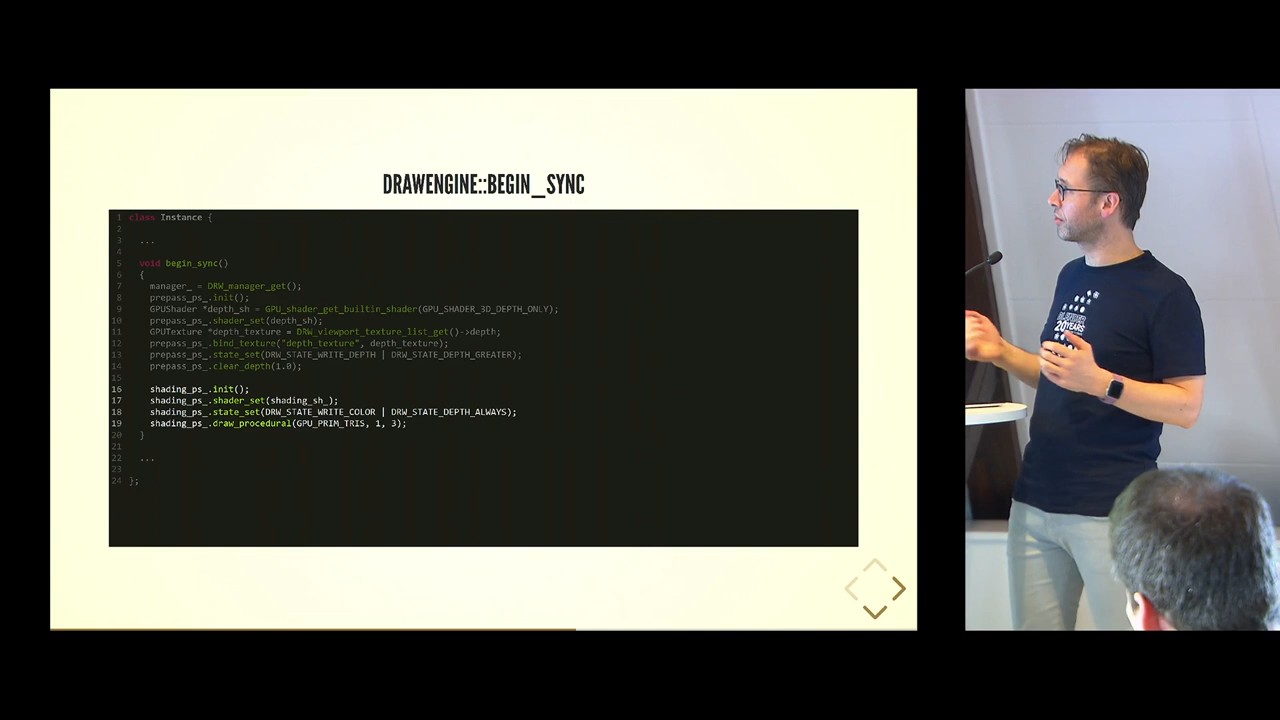 DRAWENGINE::BEGIN_SYNC
1 class Instance {
2
3 ...
4
5 void begin_sync()
6 {
7 manager_ = DRW_manager_get();
8 prepass_ps_.init();
9 GPUShader *depth_sh = GPU_shader_get_builtin_shader(GPU_SHADER_3D_DEPTH_ONLY);
10 prepass_ps_.shader_set(depth_sh);
11 GPUTexture *depth_texture = DRW_viewport_texture_list_get()->depth;
12 prepass_ps_.bind_texture("depth_texture", depth_texture);
13 prepass_ps_.state_set(DRW_STATE_WRITE_DEPTH | DRW_STATE_DEPTH_GREATER);
14 prepass_ps_.clear_depth(1.0);
15
16 shading_ps_.init();
17 shading_ps_.shader_set(shading_sh_);
18 shading_ps_.state_set(DRW_STATE_WRITE_COLOR | DRW_STATE_DEPTH_ALWAYS);
19 shading_ps_.draw_procedural(GPU_PRIM_TRIS, 1, 3);
20 }
21
22 ...
23
24 };
BLENDER
20YEARS